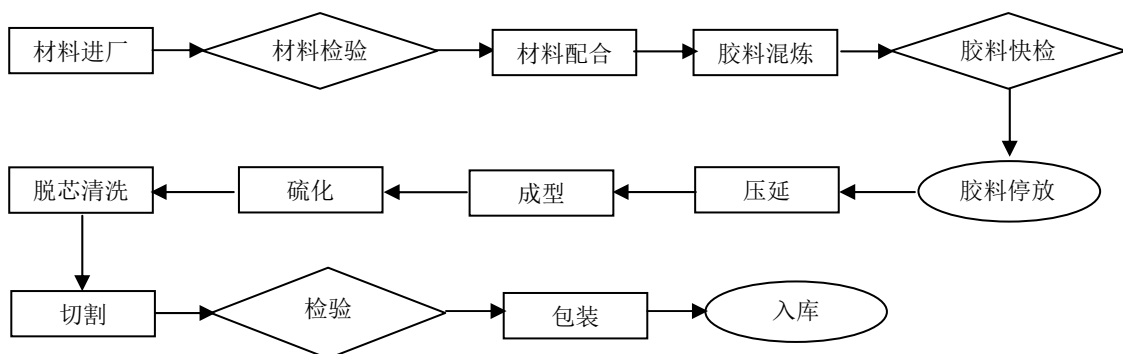 材料进厂
材料检验
材料配合
胶料混炼
胶料快检
胶料停放
压延
成型
硫化
脱芯清洗
切割
检验
包装
入库